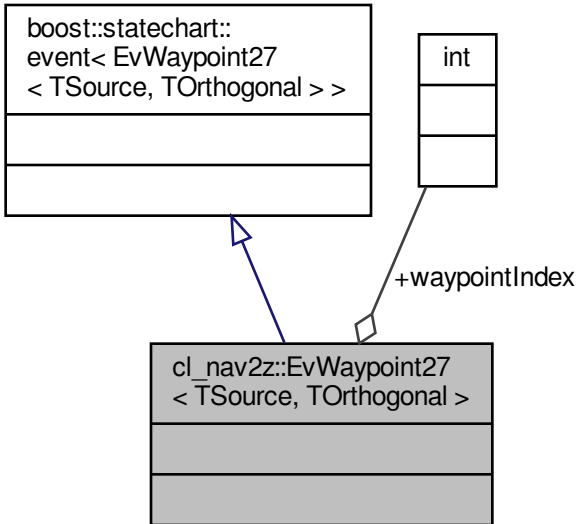 boost::statechart::
event< EvWaypoint27
< TSource, TOrthogonal > >
int
+waypointIndex
cl_nav2z::EvWaypoint27
< TSource, TOrthogonal >